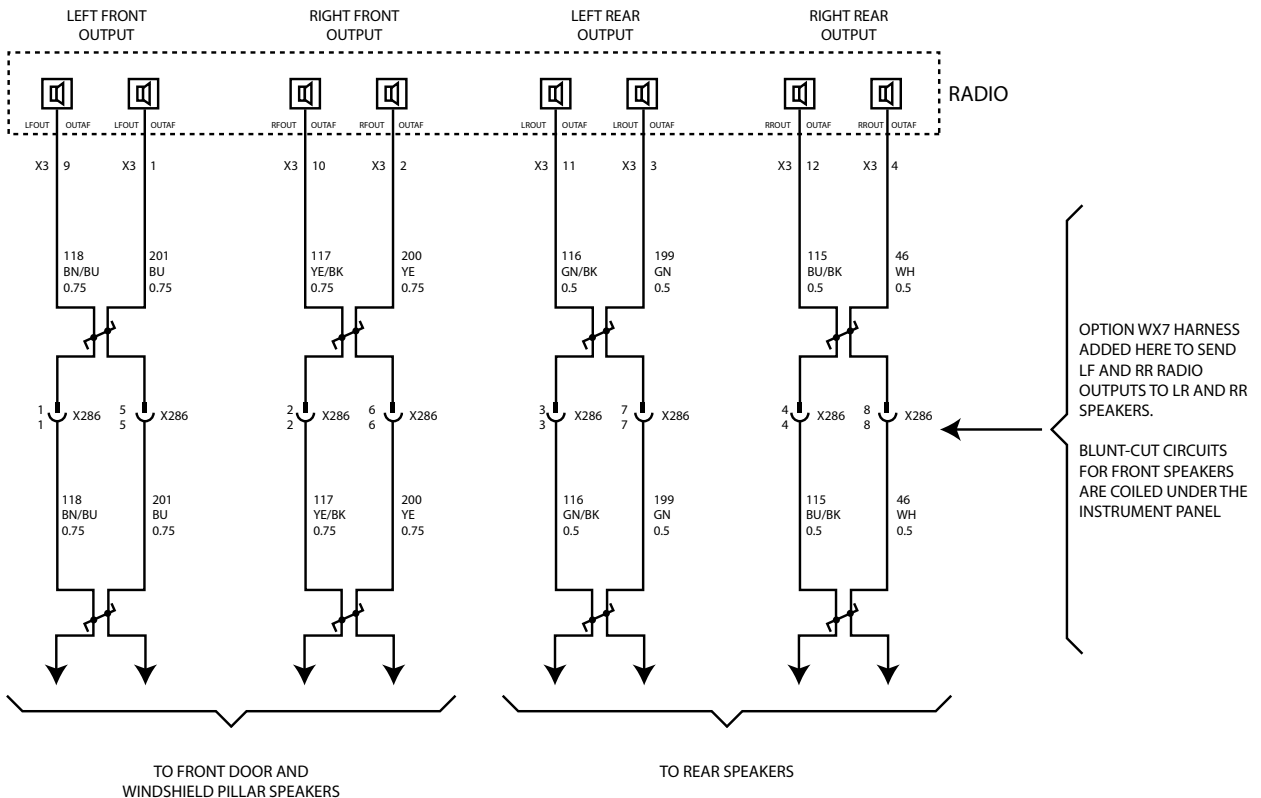 LEFT FRONT
OUTPUT
RIGHT FRONT
OUTPUT
LEFT REAR
OUTPUT
RIGHT REAR
OUTPUT
RADIO
LFOUT OUTAF LFOUT OUTAF RFOUT OUTAF RFOUT OUTAF LROUT OUTAF LROUT OUTAF RROUT OUTAF RROUT OUTAF
X3 9 X3 1 X3 10 X3 2 X3 11 X3 3 X3 12 X3 4
118
BN/BU
0.75
201
BU
0.75
117
YE/BK
0.75
200
YE
0.75
116
GN/BK
0.5
199
GN
0.5
115
BU/BK
0.5
46
WH
0.5
1 5 2 6 3 7 4 8
X286 X286 X286 X286 X286 X286 X286 X286
1 5 2 6 3 7 4 8
118
BN/BU
0.75
201
BU
0.75
117
YE/BK
0.75
200
YE
0.75
116
GN/BK
0.5
199
GN
0.5
115
BU/BK
0.5
46
WH
0.5
OPTION WX7 HARNESS
ADDED HERE TO SEND
LF AND RR RADIO
OUTPUTS TO LR AND RR
SPEAKERS.
BLUNT-CUT CIRCUITS
FOR FRONT SPEAKERS
ARE COILED UNDER THE
INSTRUMENT PANEL
TO FRONT DOOR AND
WINDSHIELD PILLAR SPEAKERS
TO REAR SPEAKERS